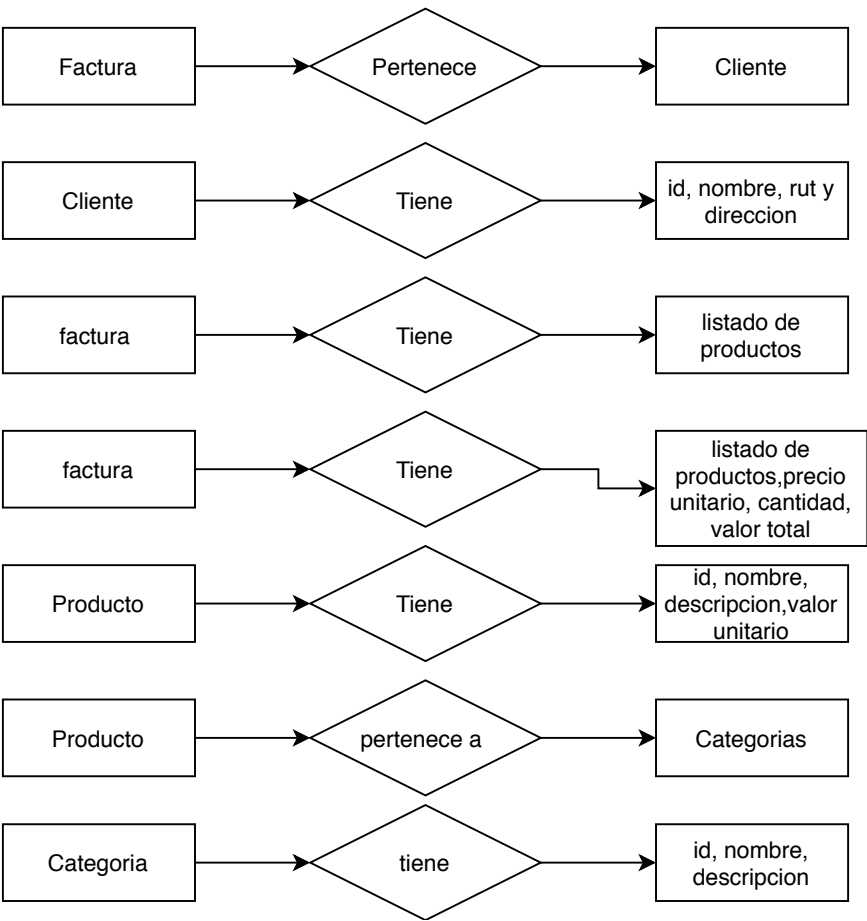 Factura
Pertenece
Cliente
Cliente
Tiene
id, nombre, rut y
direccion
factura
Tiene
listado de
productos
factura
Tiene
listado de
productos,precio
unitario, cantidad,
valor total
Producto
Tiene
id, nombre,
descripcion,valor
unitario
Producto
pertenece a
Categorias
Categoria
tiene
id, nombre,
descripcion